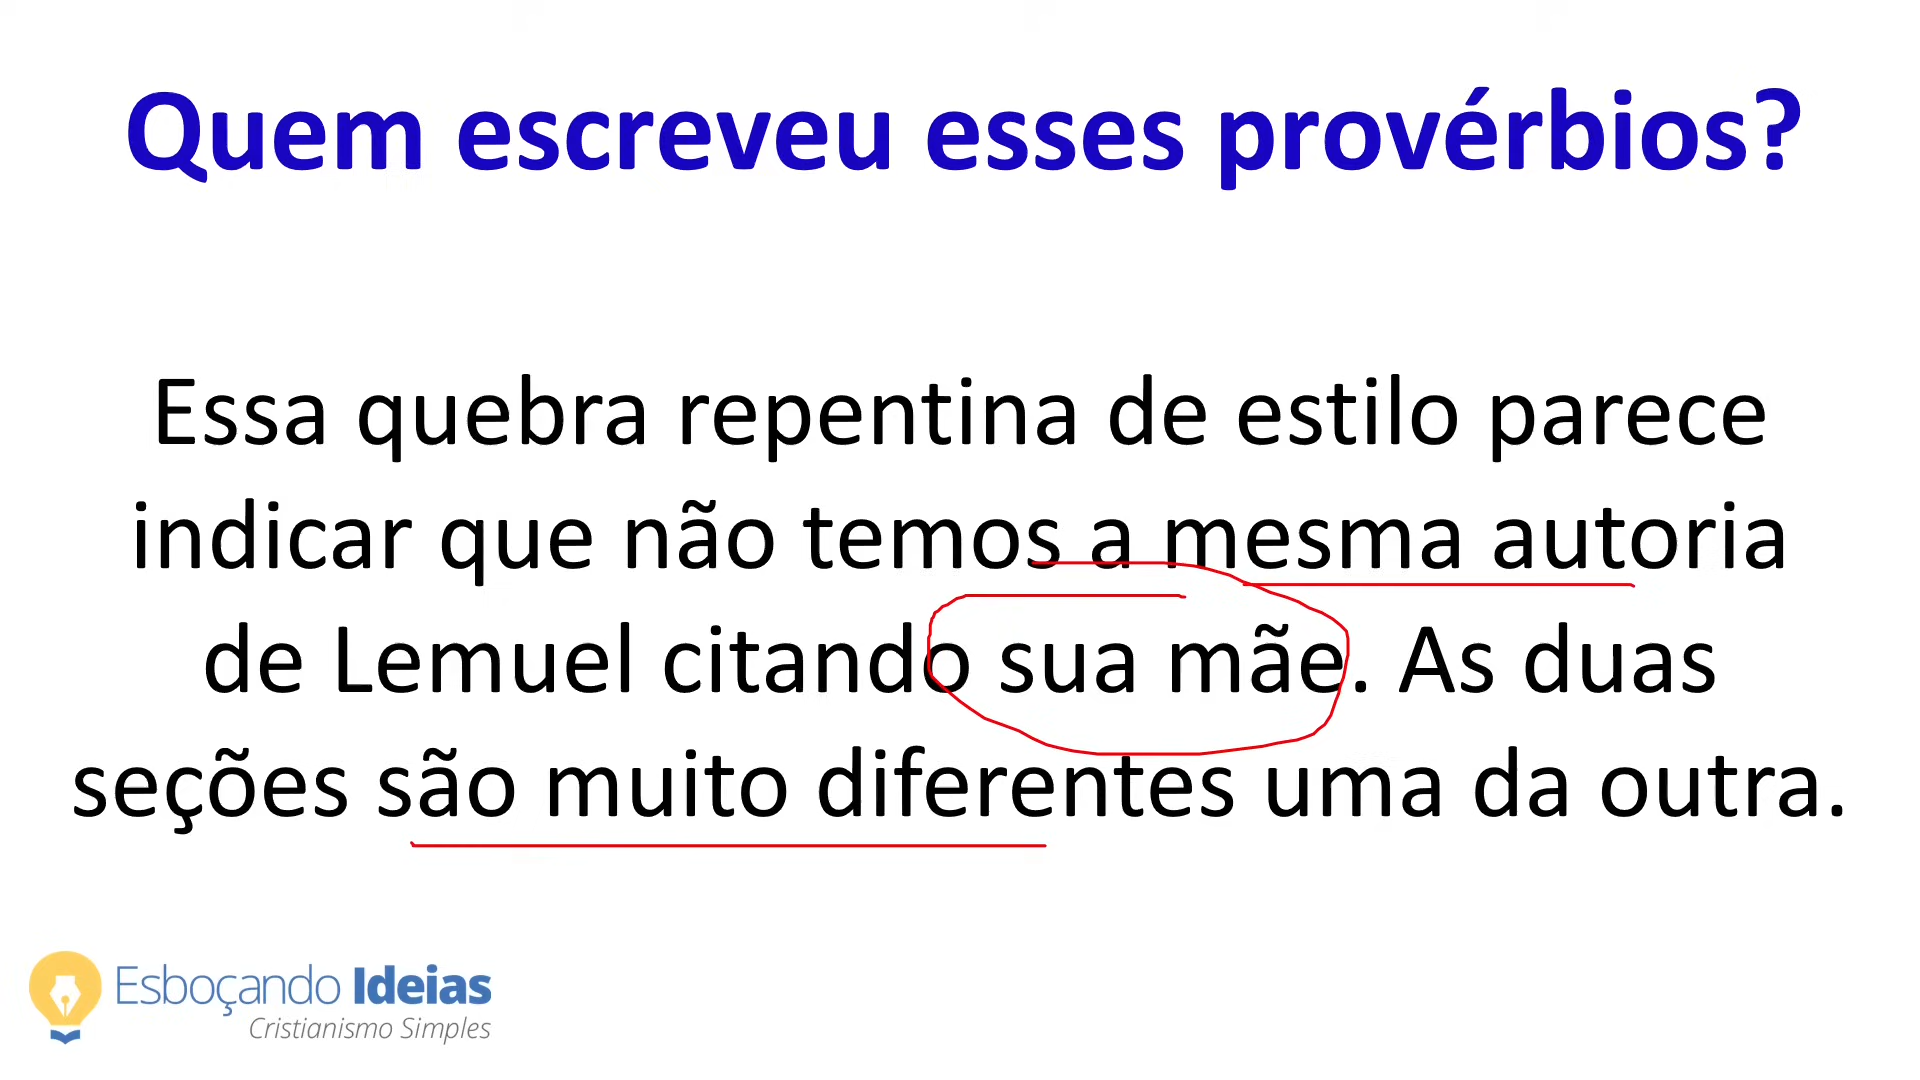 Quem escreveu esses provérbios?
Essa quebra repentina de estilo parece
indicar que não temos a mesma autoria
de Lemuel citando sua mãe. As duas
seções são muito diferentes uma da outra.
Esboçando Ideias
Cristianismo Simples